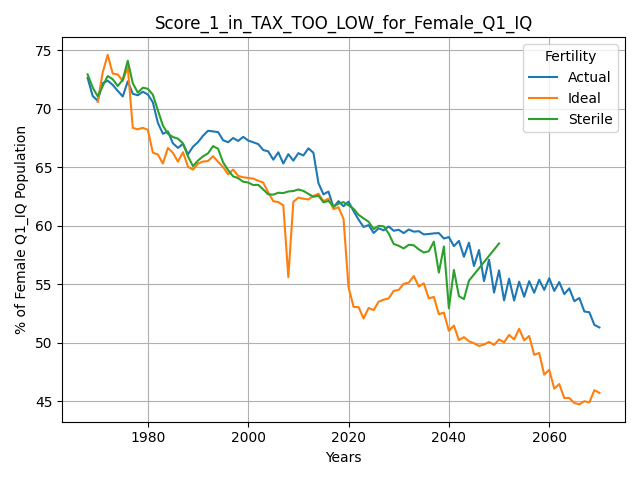 Score_1_in_TAX_TOO_LOW_for_Female_Q1_IQ
% of Female Q1_IQ Population
75
70
65
60
55
50
45
Fertility
Actual
Ideal
Sterile
1980
2000
2020
2040
2060
Years